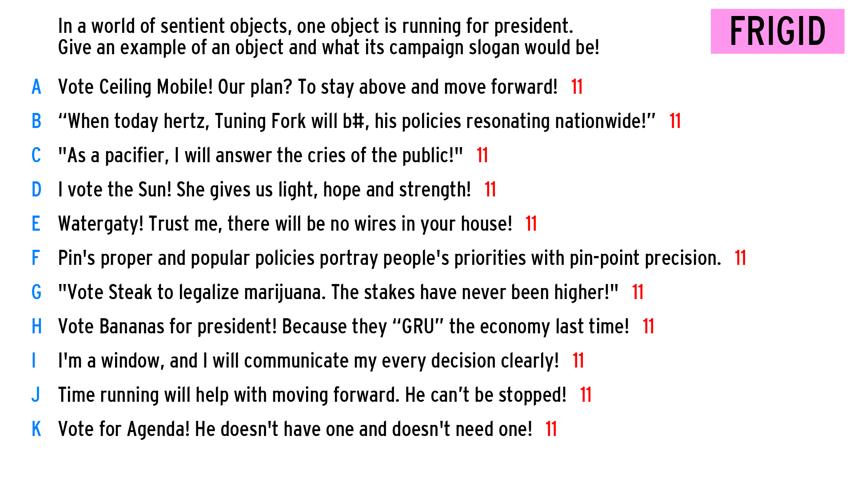 In a world of sentient objects, one object is running for president.
FRIGID
Give an example of an object and what its campaign slogan would be!
A Vote Ceiling Mobile! Our plan? To stay above and move forward! 11
B “When today hertz, Tuning Fork will b#, his policies resonating nationwide!” 11
C "As a pacifier, I will answer the cries of the public!" 11
D I vote the Sun! She gives us light, hope and strength! 11
E Watergaty! Trust me, there will be no wires in your house! 11
F Pin's proper and popular policies portray people's priorities with pin-point precision. 11
G "Vote Steak to legalize marijuana. The stakes have never been higher!" 11
H Vote Bananas for president! Because they “GRU” the economy last time! 11
I I'm a window, and I will communicate my every decision clearly! 11
J Time running will help with moving forward. He can’t be stopped! 11
K Vote for Agenda! He doesn't have one and doesn't need one! 11